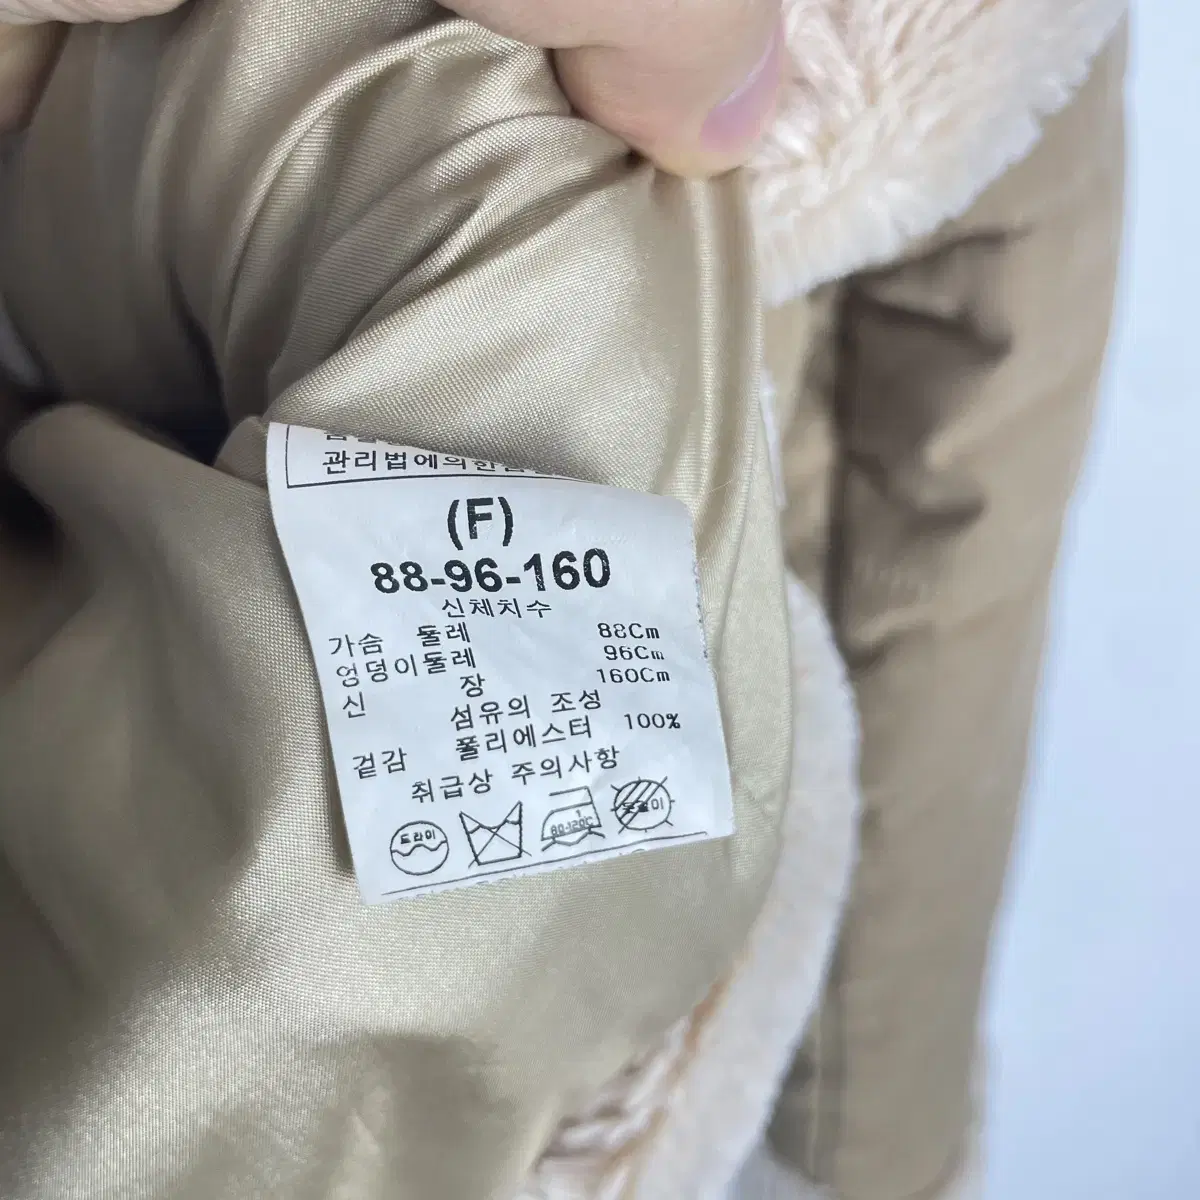 관리법에의한
(F)
88-96-160
신체치수
가슴 둘레 88Cm
엉덩이둘레 96Cm
신 장 160Cm
섬유의 조성
겉감 폴리에스터 100%
취급상 주의사항
드라이 80-120℃